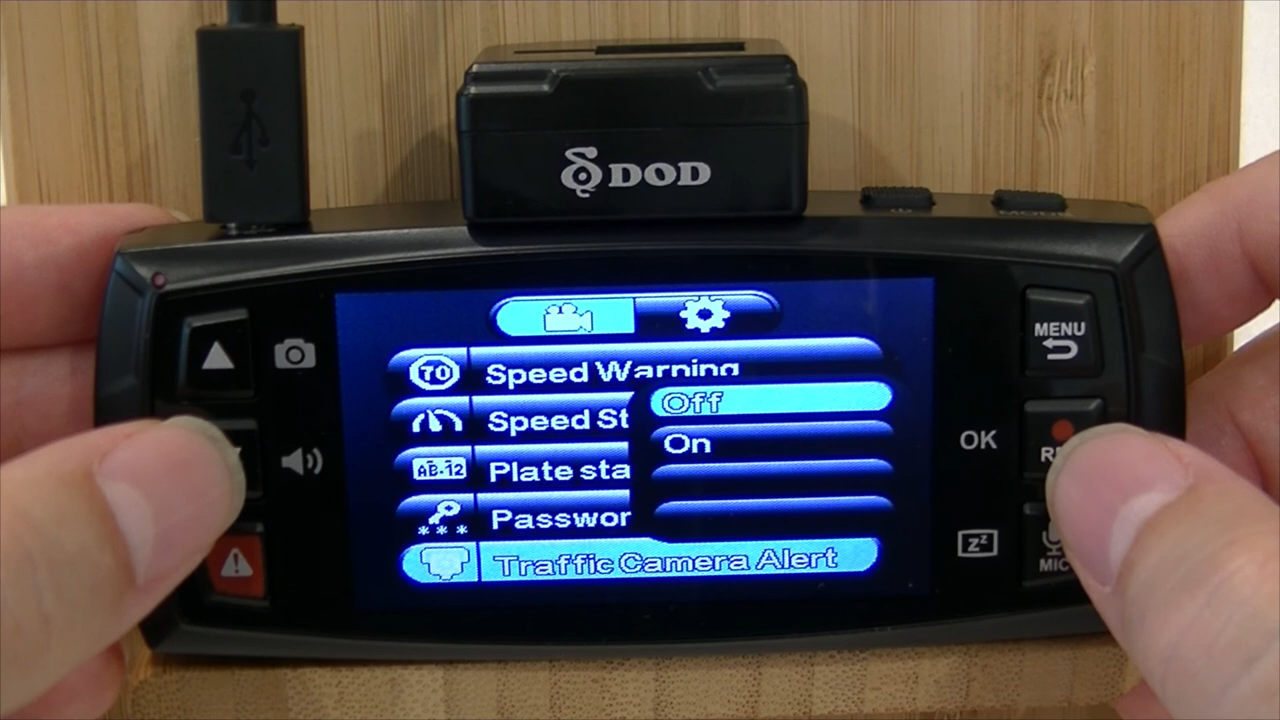 DOD
MENU
70
Speed Warning
Off
Speed St
On
AB-12
Plate sta
OK
***
Passwor
Traffic Camera Alert
zz
MIC